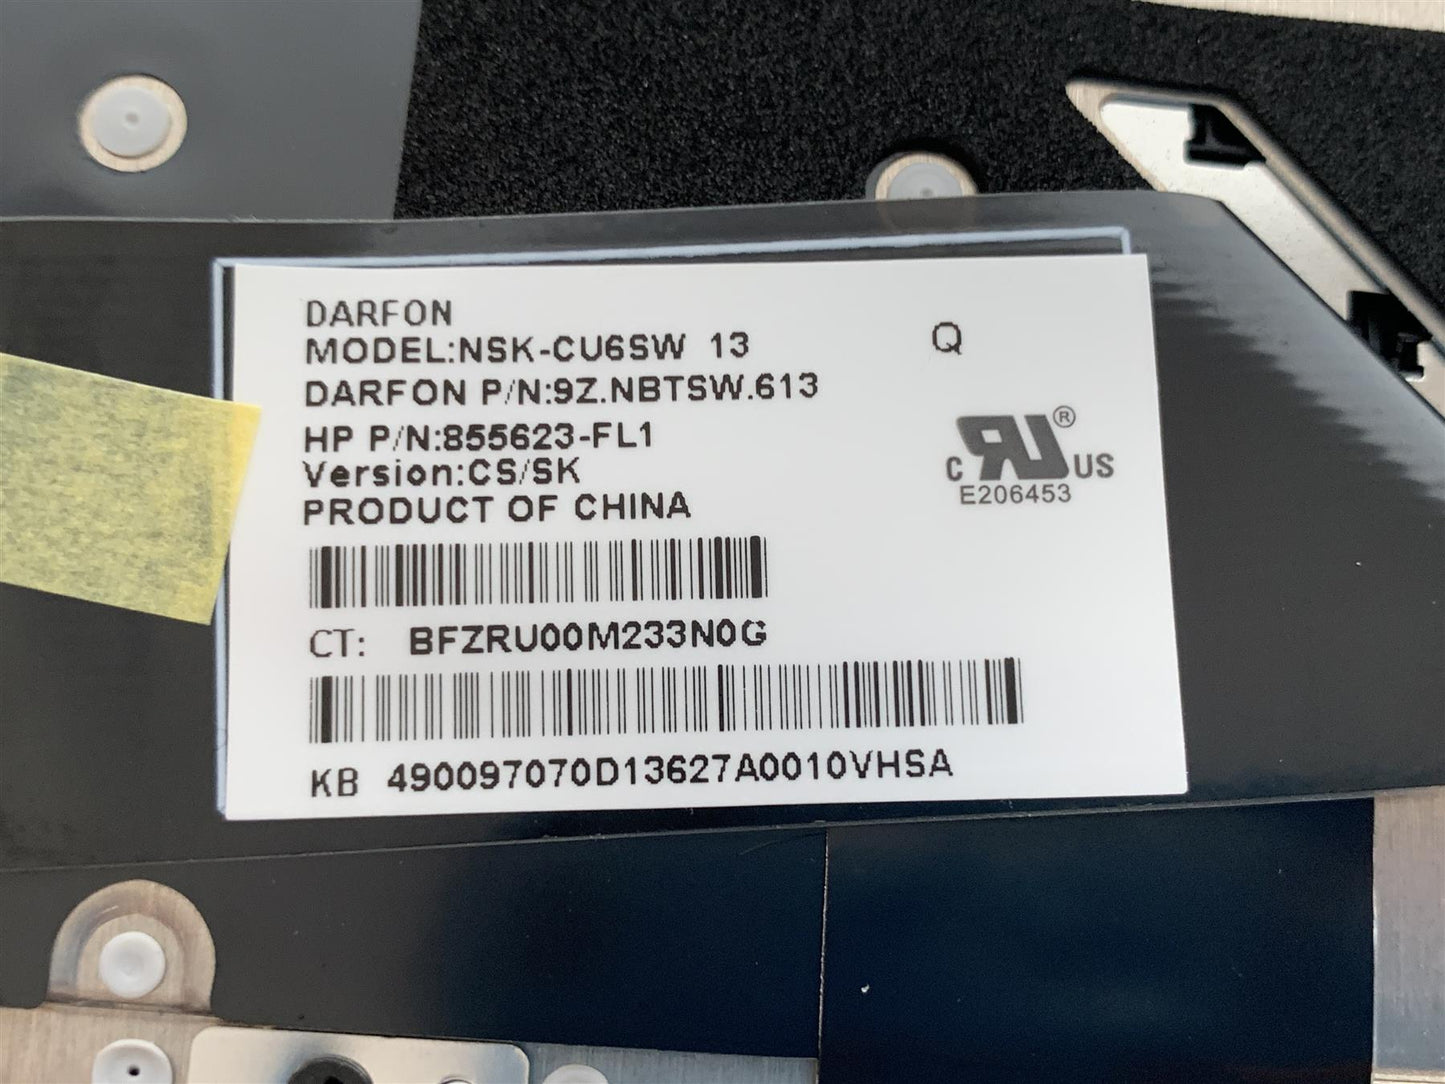 DARFON
MODEL:NSK-CU6SW 13
Q
DARFON P/N:9Z.NBTSW.613
HP P/N:855623-FL1
Version:CS/SK
PRODUCT OF CHINA
C RU ® US
E206453
CT: BFZRU00M233N0G
KB 490097070D13627A0010VHSA